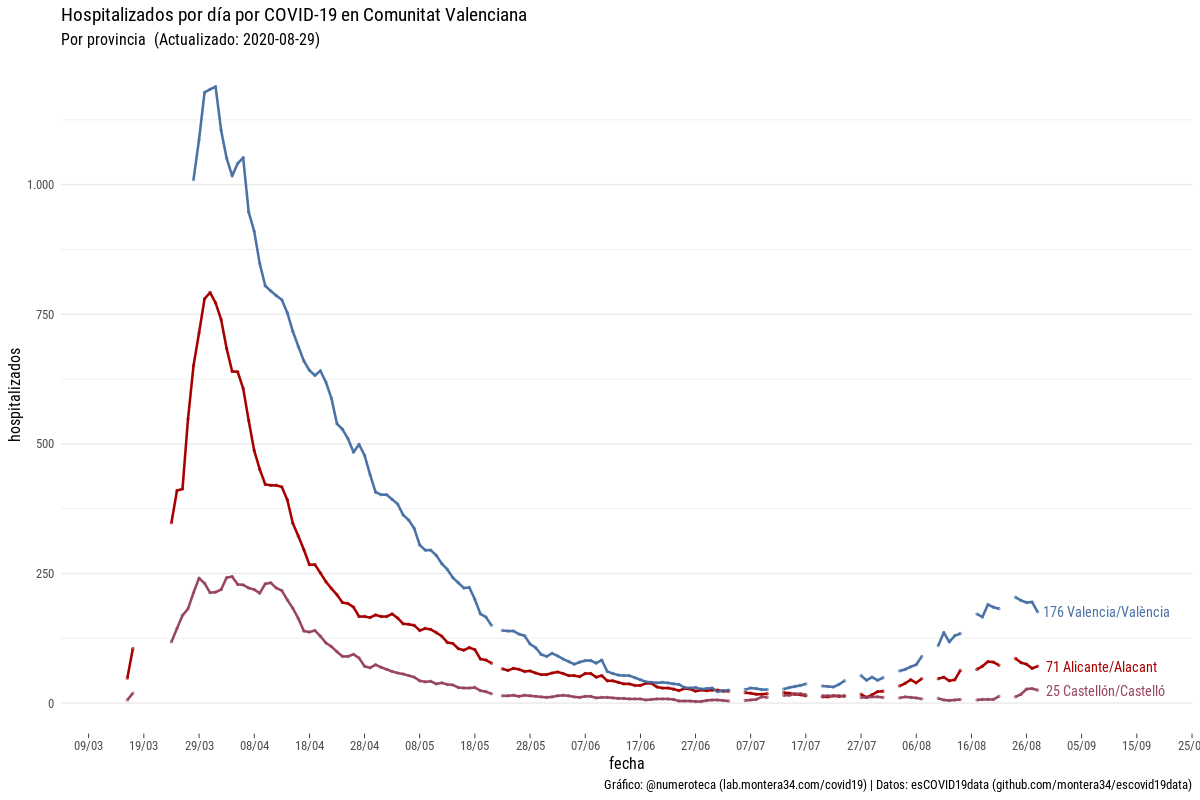 Hospitalizados por día por COVID-19 en Comunitat Valenciana
Por provincia (Actualizado: 2020-08-29)
hospitalizados
1.000
750
500
250
0
176 Valencia/València
71 Alicante/Alacant
25 Castellón/Castelló
09/03 19/03 29/03 08/04 18/04 28/04 08/05 18/05 28/05 07/06 17/06 27/06 07/07 17/07 27/07 06/08 16/08 26/08 05/09 15/09 25/0
fecha
Gráfico: @numeroteca (lab.montera34.com/covid19) | Datos: esCOVID19data (github.com/montera34/escovid19data)